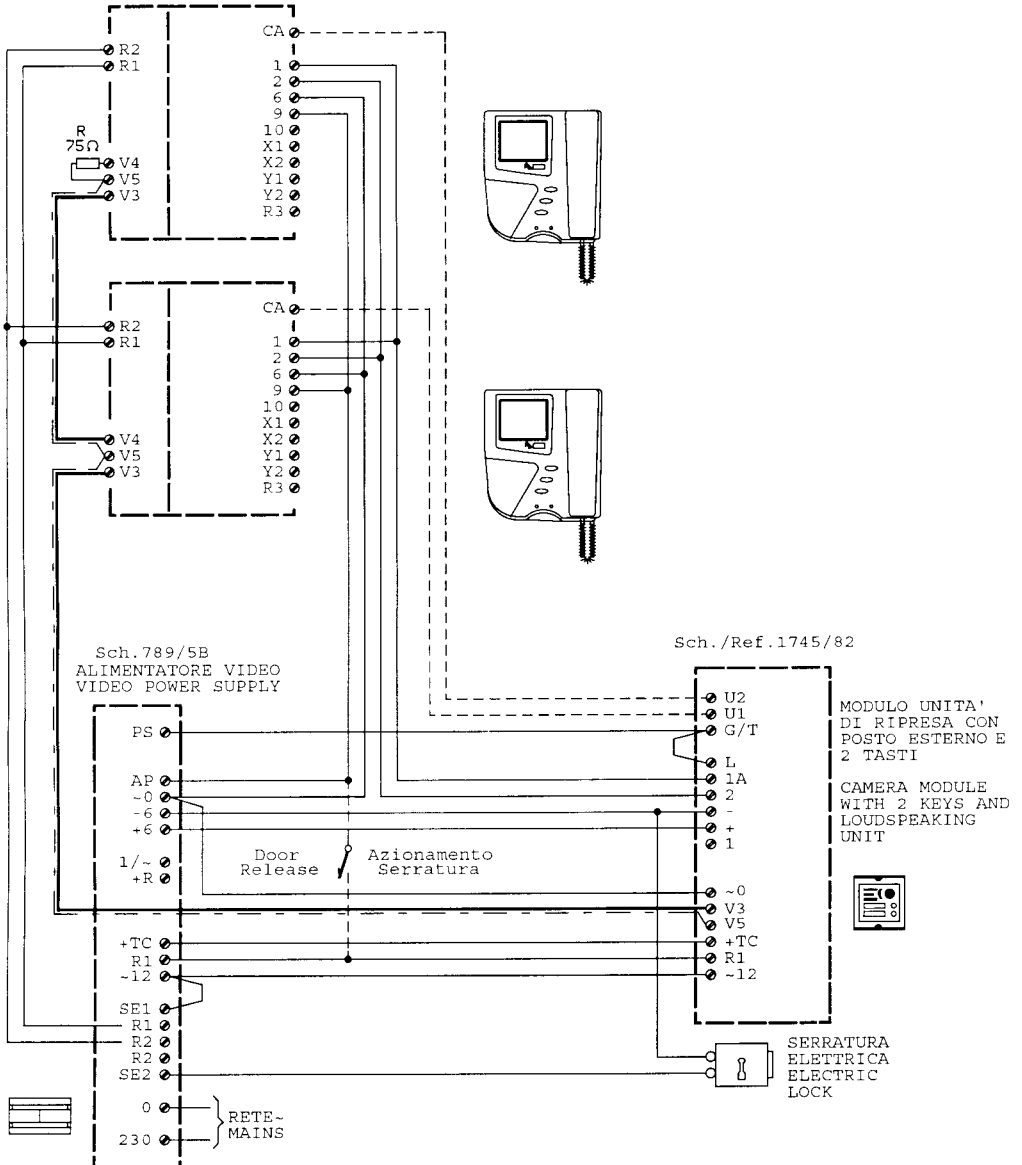 CA
R2
R1
1
2
6
9
10
X1
X2
Y1
Y2
R3
R
75Ω
V4
V5
V3
CA
R2
R1
1
2
6
9
10
X1
X2
Y1
Y2
R3
V4
V5
V3
Sch.789/5B
ALIMENTATORE VIDEO
VIDEO POWER SUPPLY
PS
AP
~0
-6
+6
1/~
+R
+TC
R1
~12
SE1
R1
R2
R2
SE2
0
230
RETE~
MAINS
Door
Release
Azionamento
Serratura
Sch./Ref.1745/82
U2
U1
G/T
L
1A
2
-
+
1
~0
V3
V5
+TC
R1
~12
MODULO UNITA'
DI RIPRESA CON
POSTO ESTERNO E
2 TASTI
CAMERA MODULE
WITH 2 KEYS AND
LOUDSPEAKING
UNIT
SERRATURA
ELETTRICA
ELECTRIC
LOCK